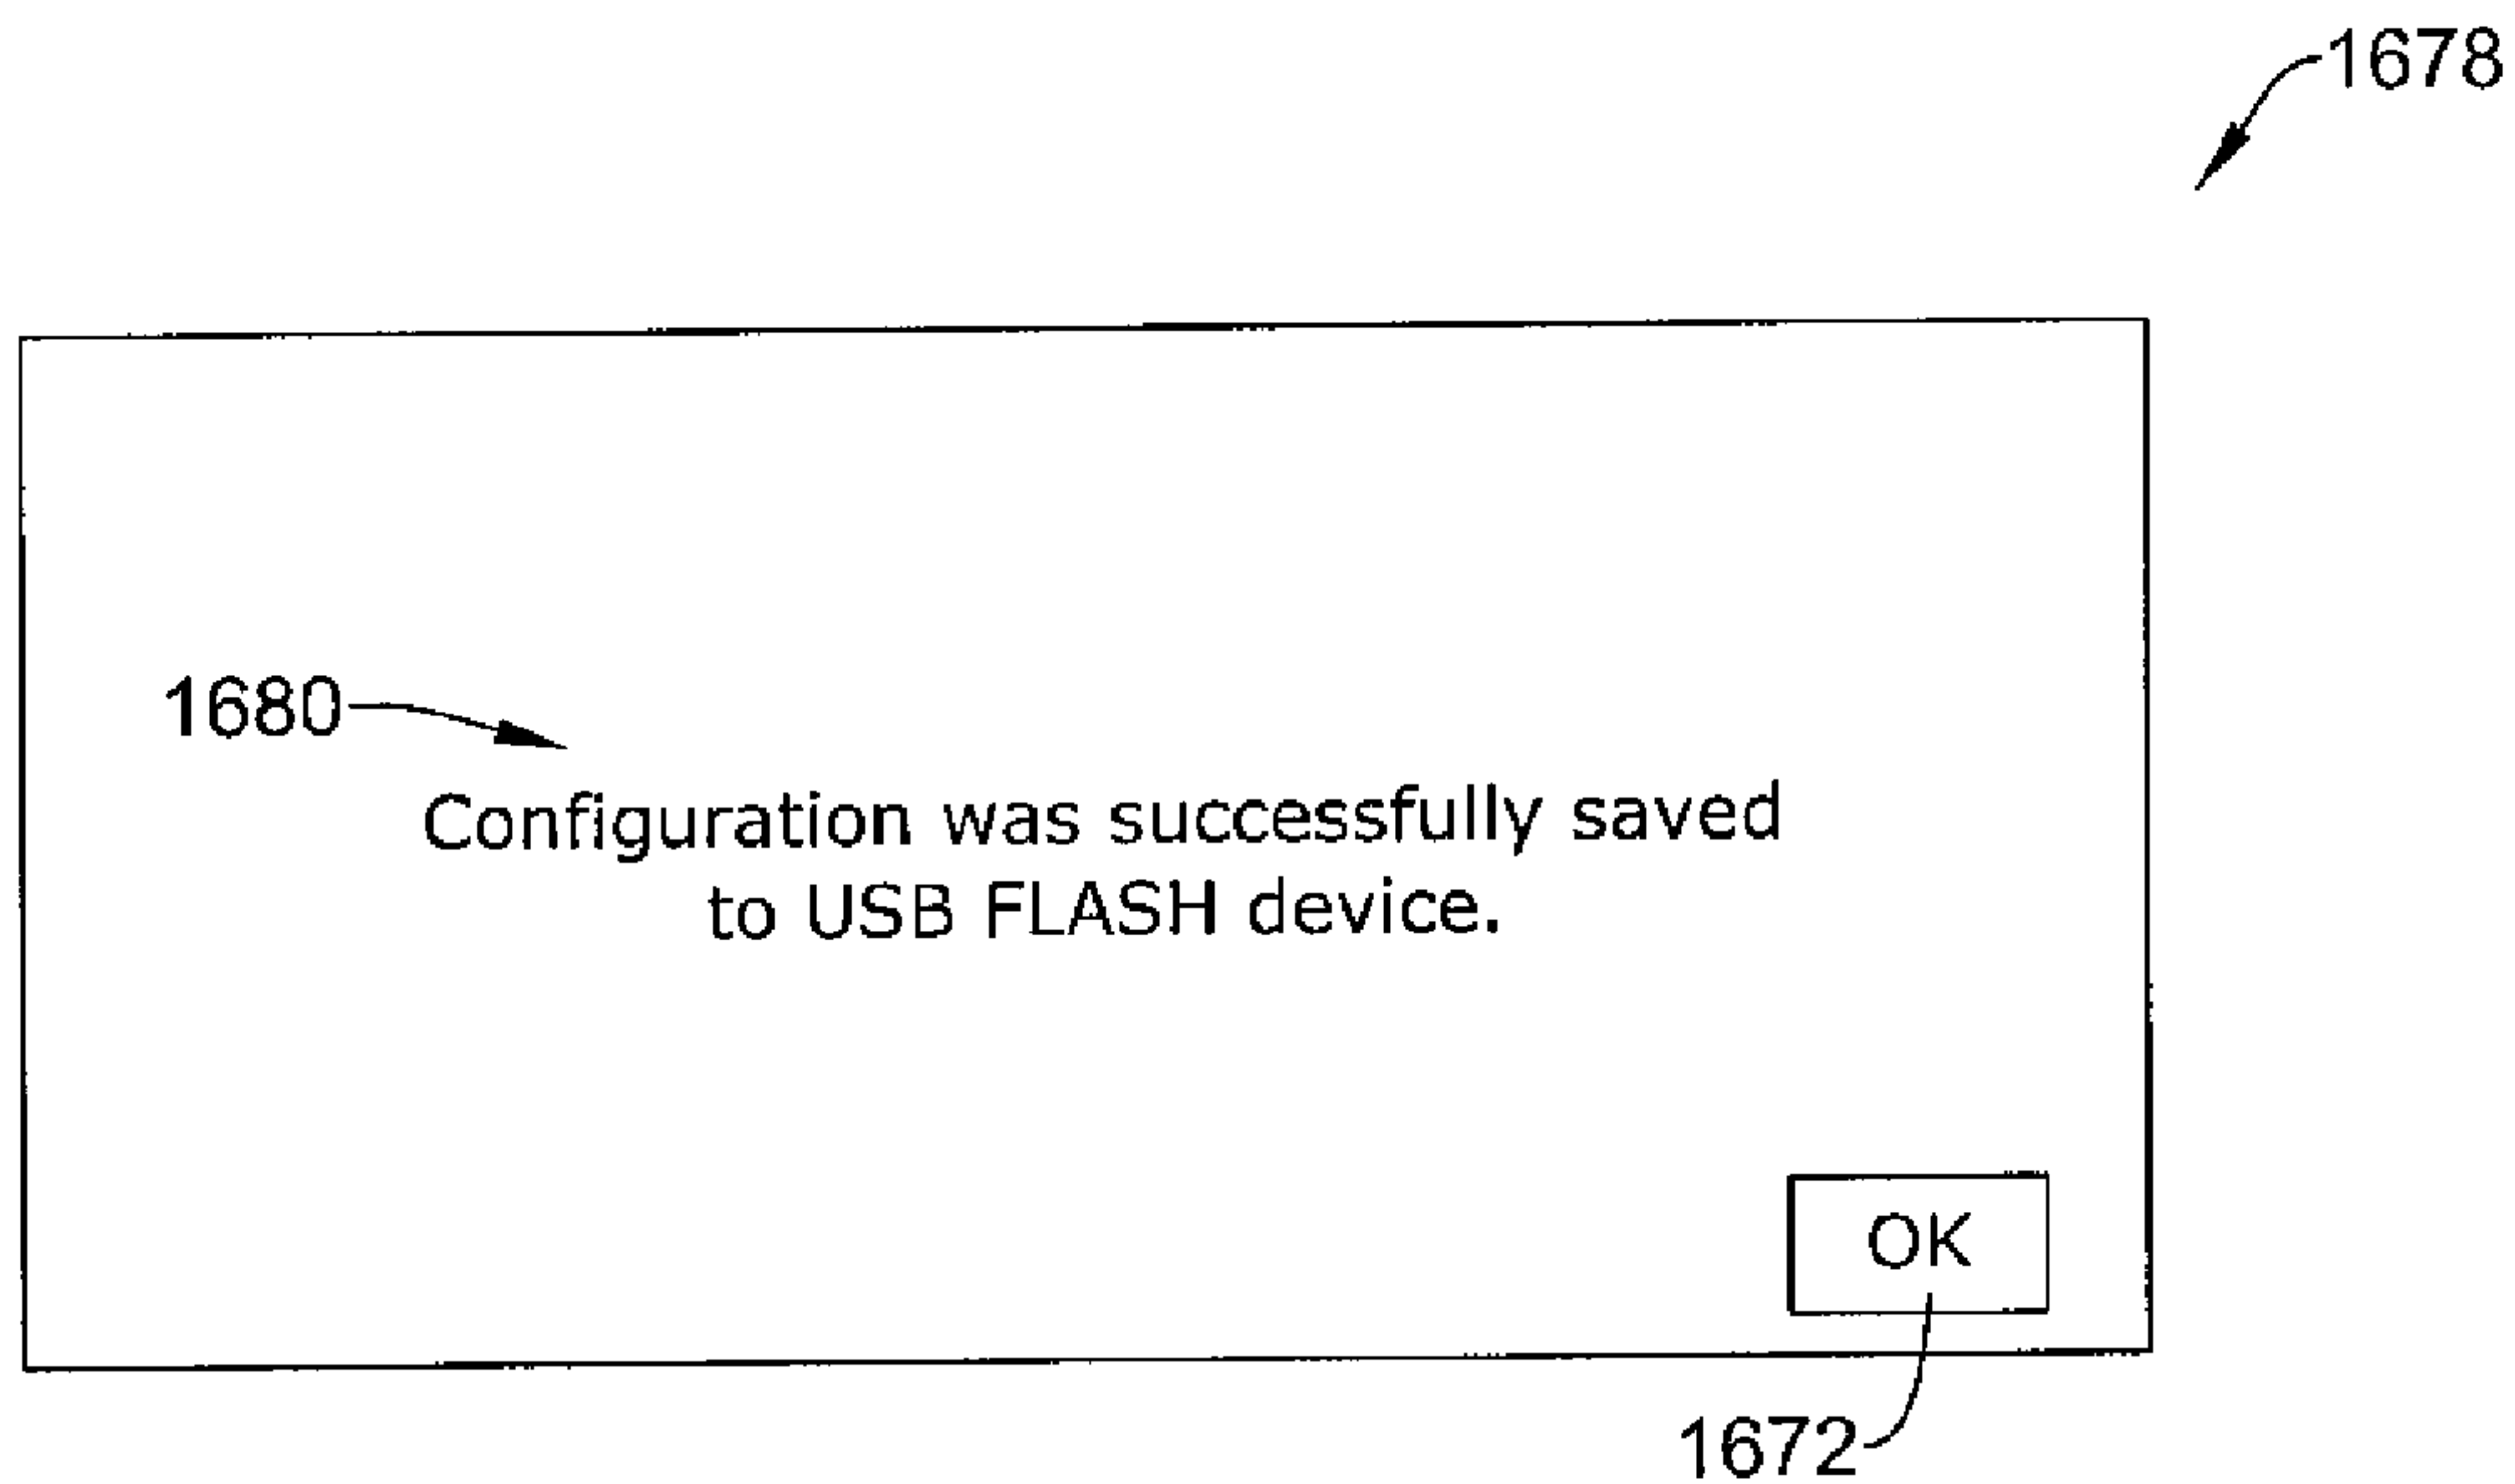 1678
1680
Configuration was successfully saved
to USB FLASH device.
OK
1672